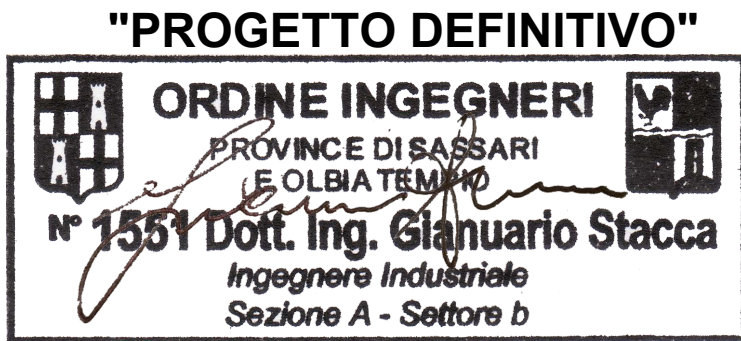 "PROGETTO DEFINITIVO"
ORDINE INGEGNERI
PROVINCE DI SASSARI
E OLBIA TEMPIO
N° 1551 Dott. Ing. Gianuario Stacca
Ingegnere Industriale
Sezione A - Settore b